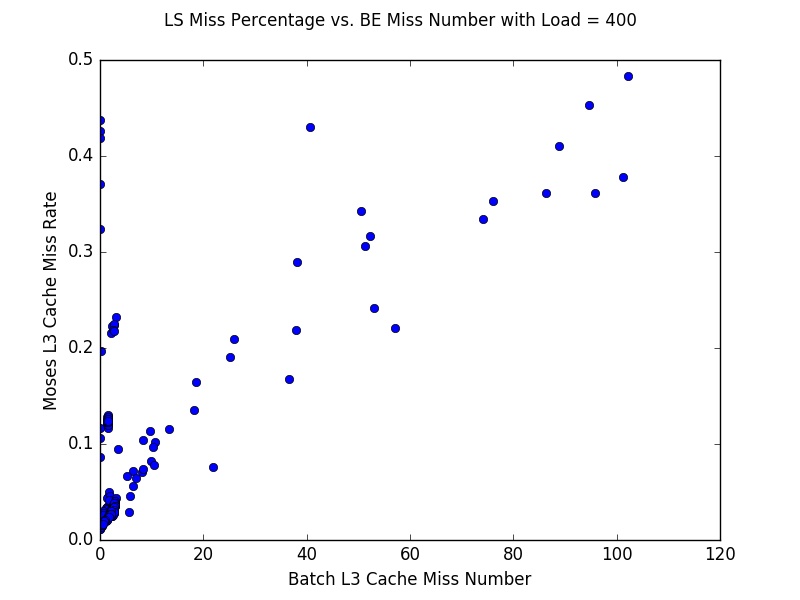 LS Miss Percentage vs. BE Miss Number with Load = 400
0.5
0.4
0.3
0.2
0.1
0.0
Moses L3 Cache Miss Rate
0 20 40 60 80 100 120
Batch L3 Cache Miss Number